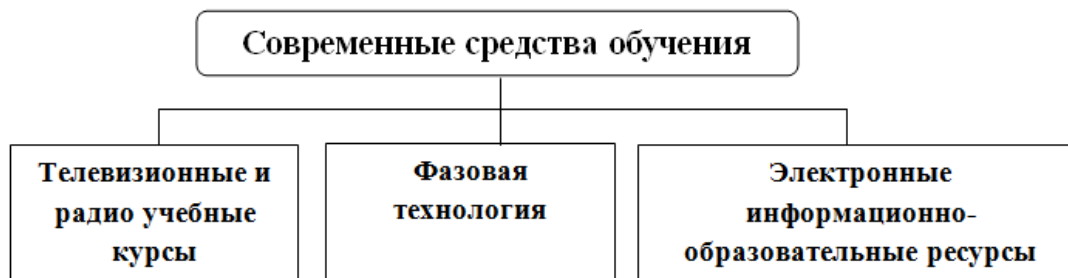 Современные средства обучения
Телевизионные и
радио учебные
курсы
Фазовая
технология
Электронные
информационно-
образовательные ресурсы